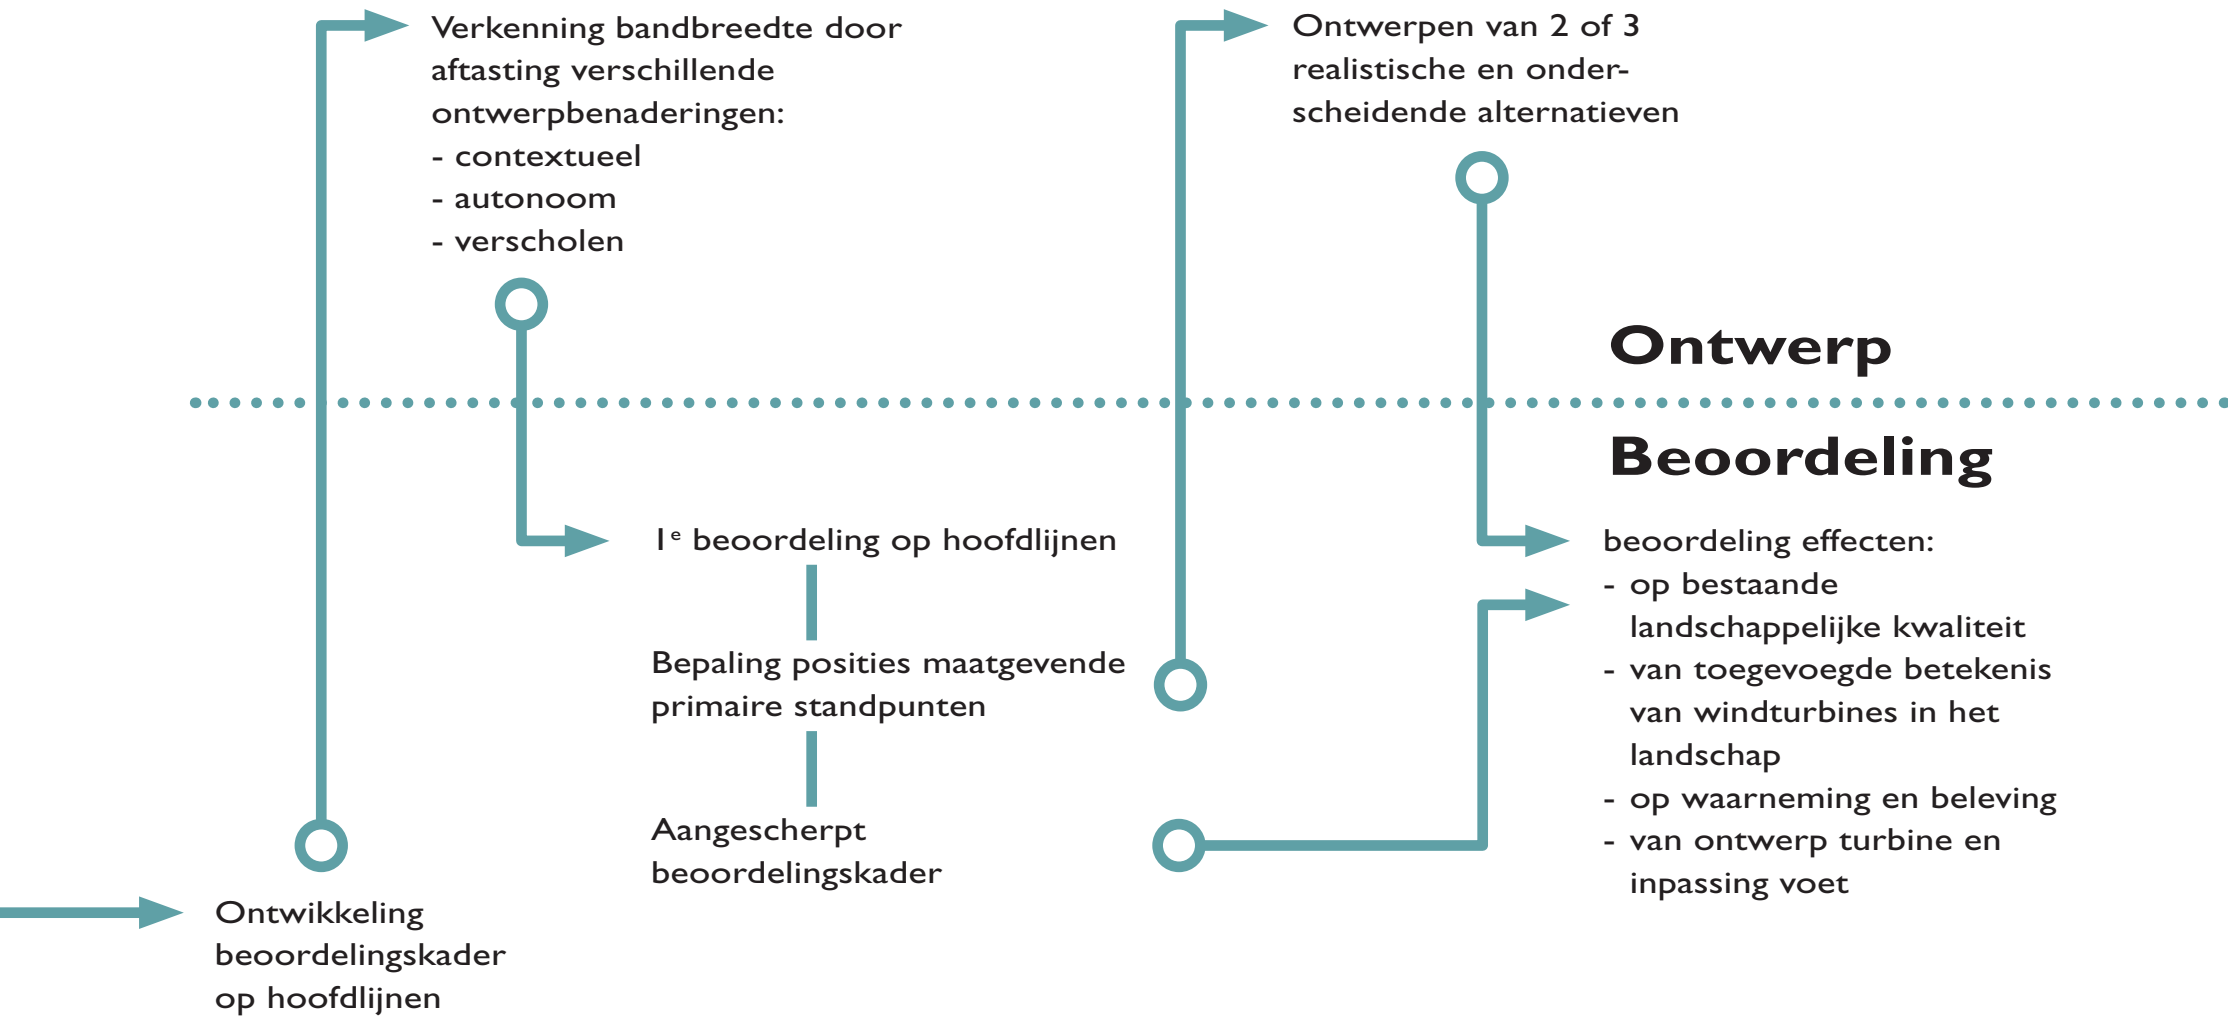 Verkenning bandbreedte door
aftasting verschillende
ontwerpbenaderingen:
- contextueel
- autonoom
- verscholen
Ontwerpen van 2 of 3
realistische en onder-
scheidende alternatieven
Ontwerp
Beoordeling
1e beoordeling op hoofdlijnen
Bepaling posities maatgevende
primaire standpunten
Aangescherpt
beoordelingskader
beoordeling effecten:
- op bestaande
landschappelijke kwaliteit
- van toegevoegde betekenis
van windturbines in het
landschap
- op waarneming en beleving
- van ontwerp turbine en
inpassing voet
Ontwikkeling
beoordelingskader
op hoofdlijnen